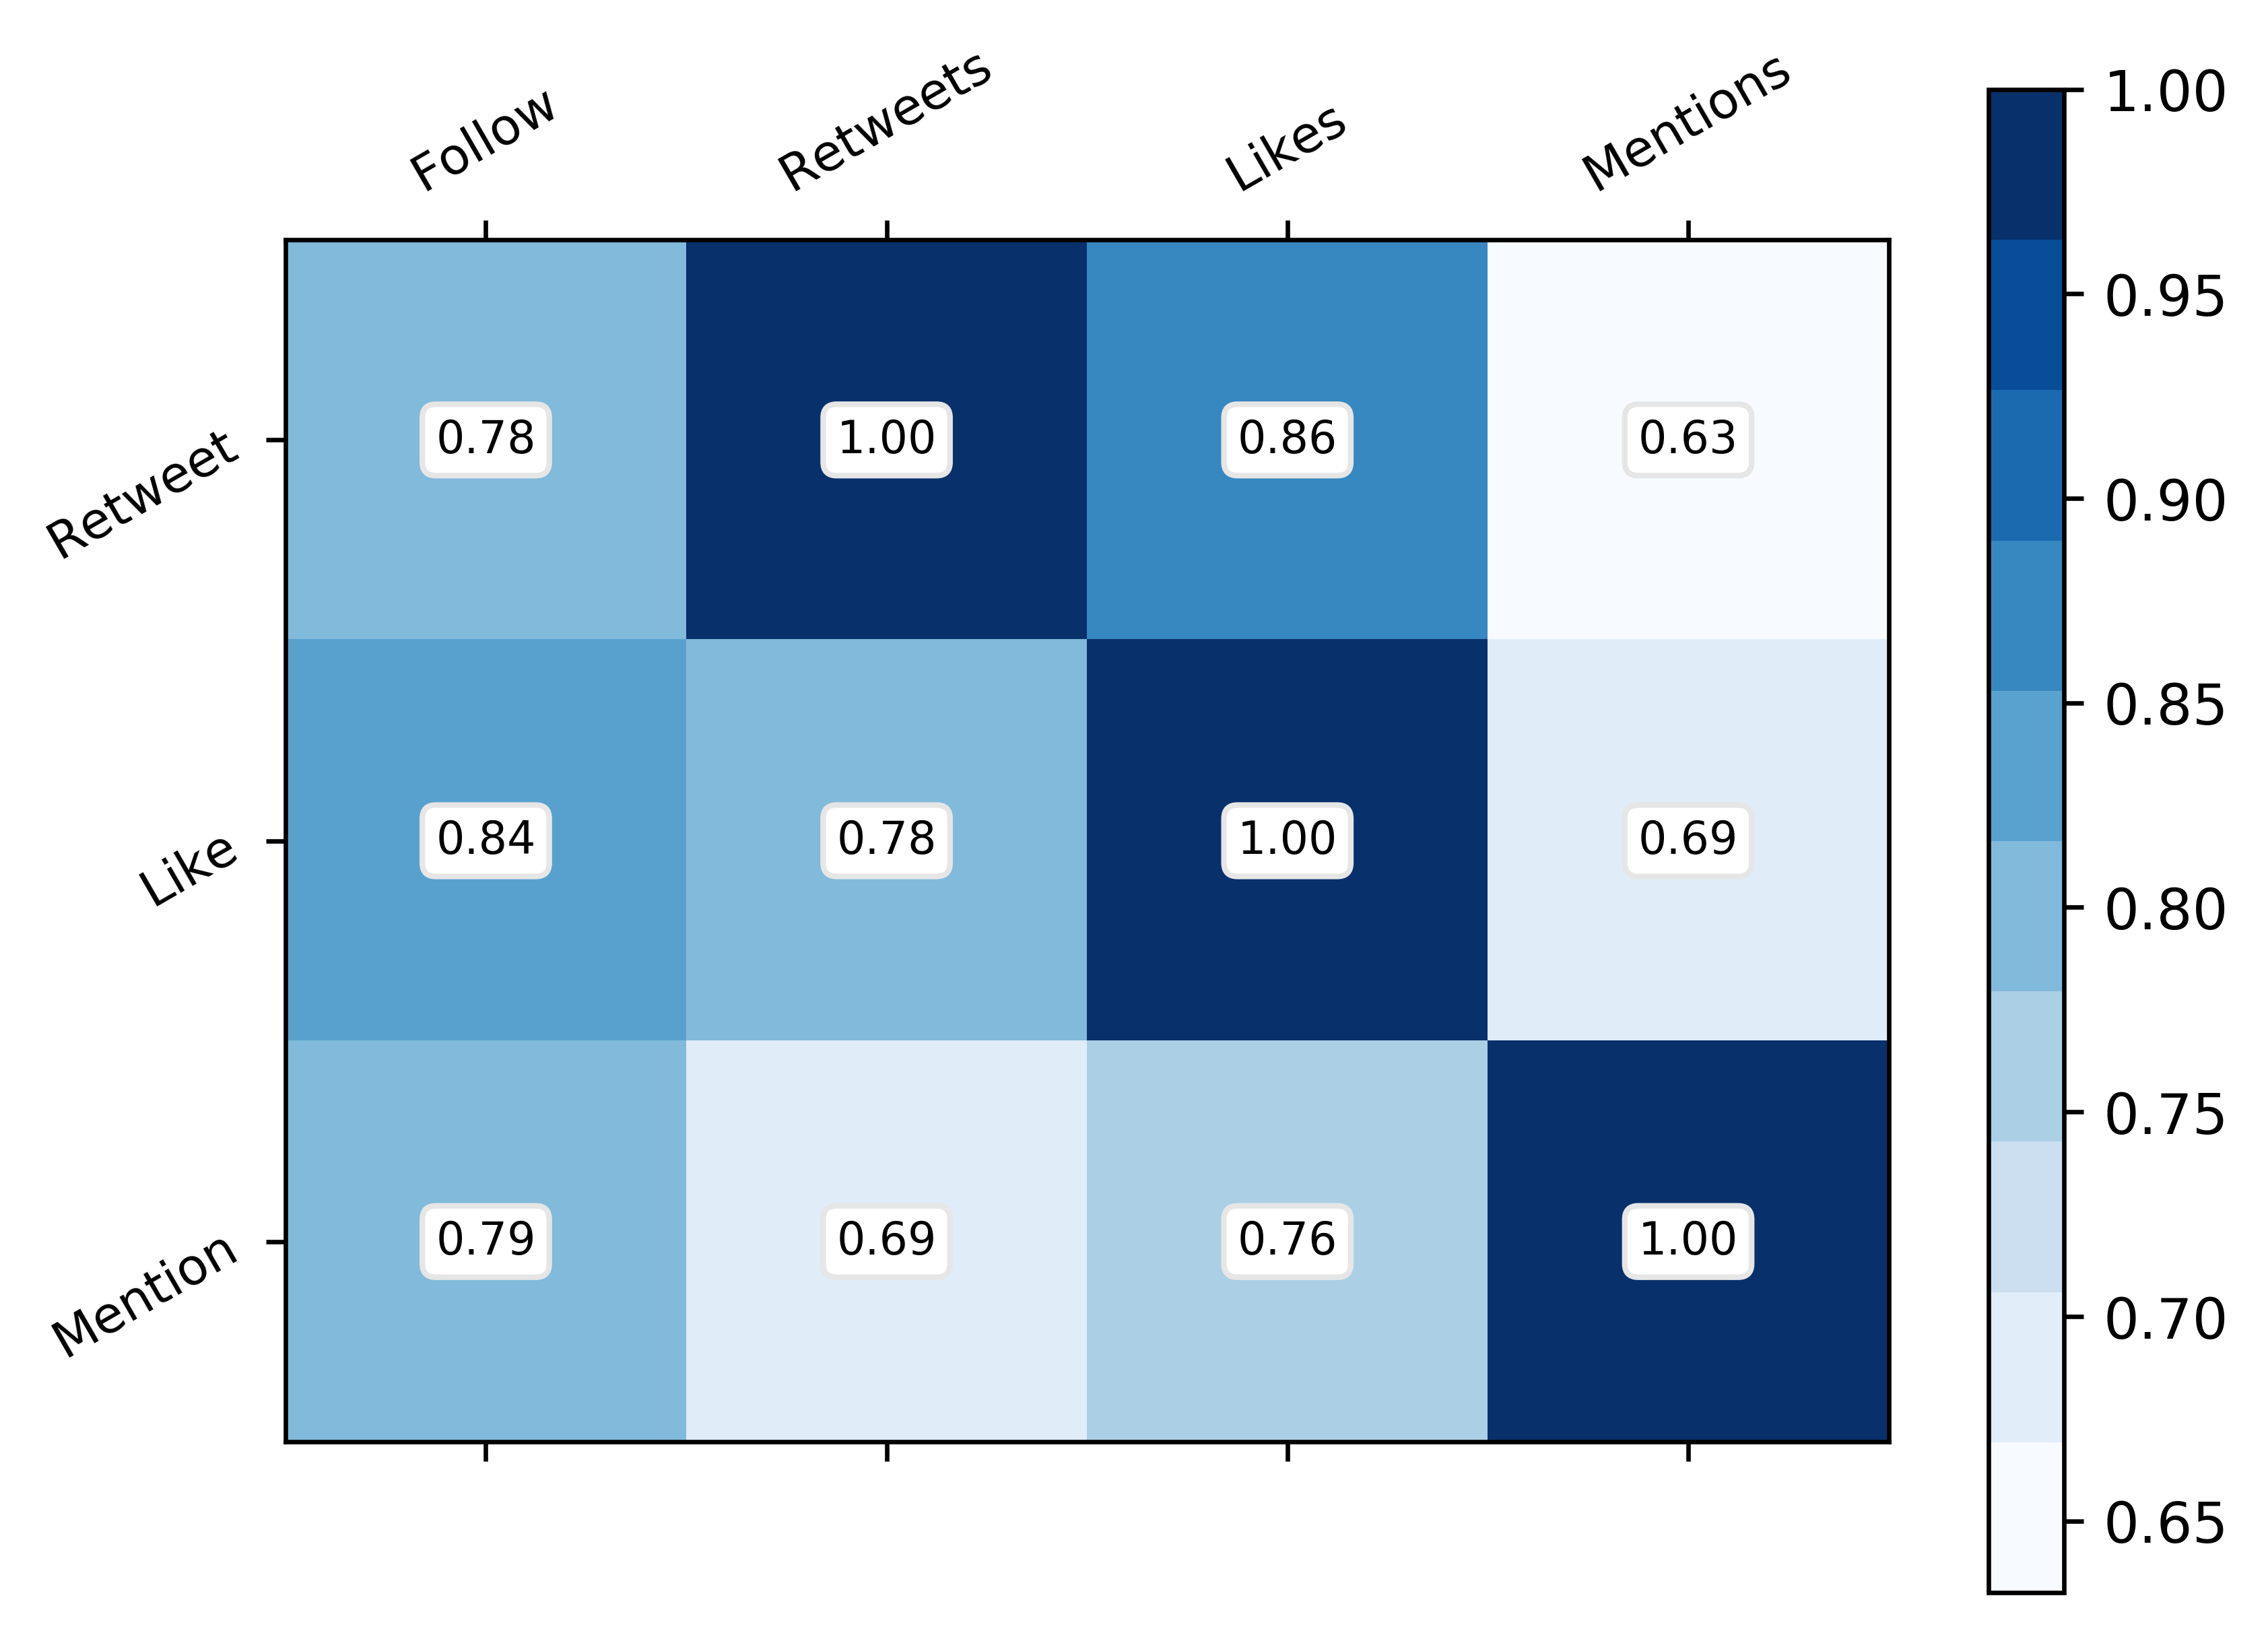 Follow Retweets Likes Mentions
Retweet 0.78 1.00 0.86 0.63
Like 0.84 0.78 1.00 0.69
Mention 0.79 0.69 0.76 1.00
1.00
0.95
0.90
0.85
0.80
0.75
0.70
0.65